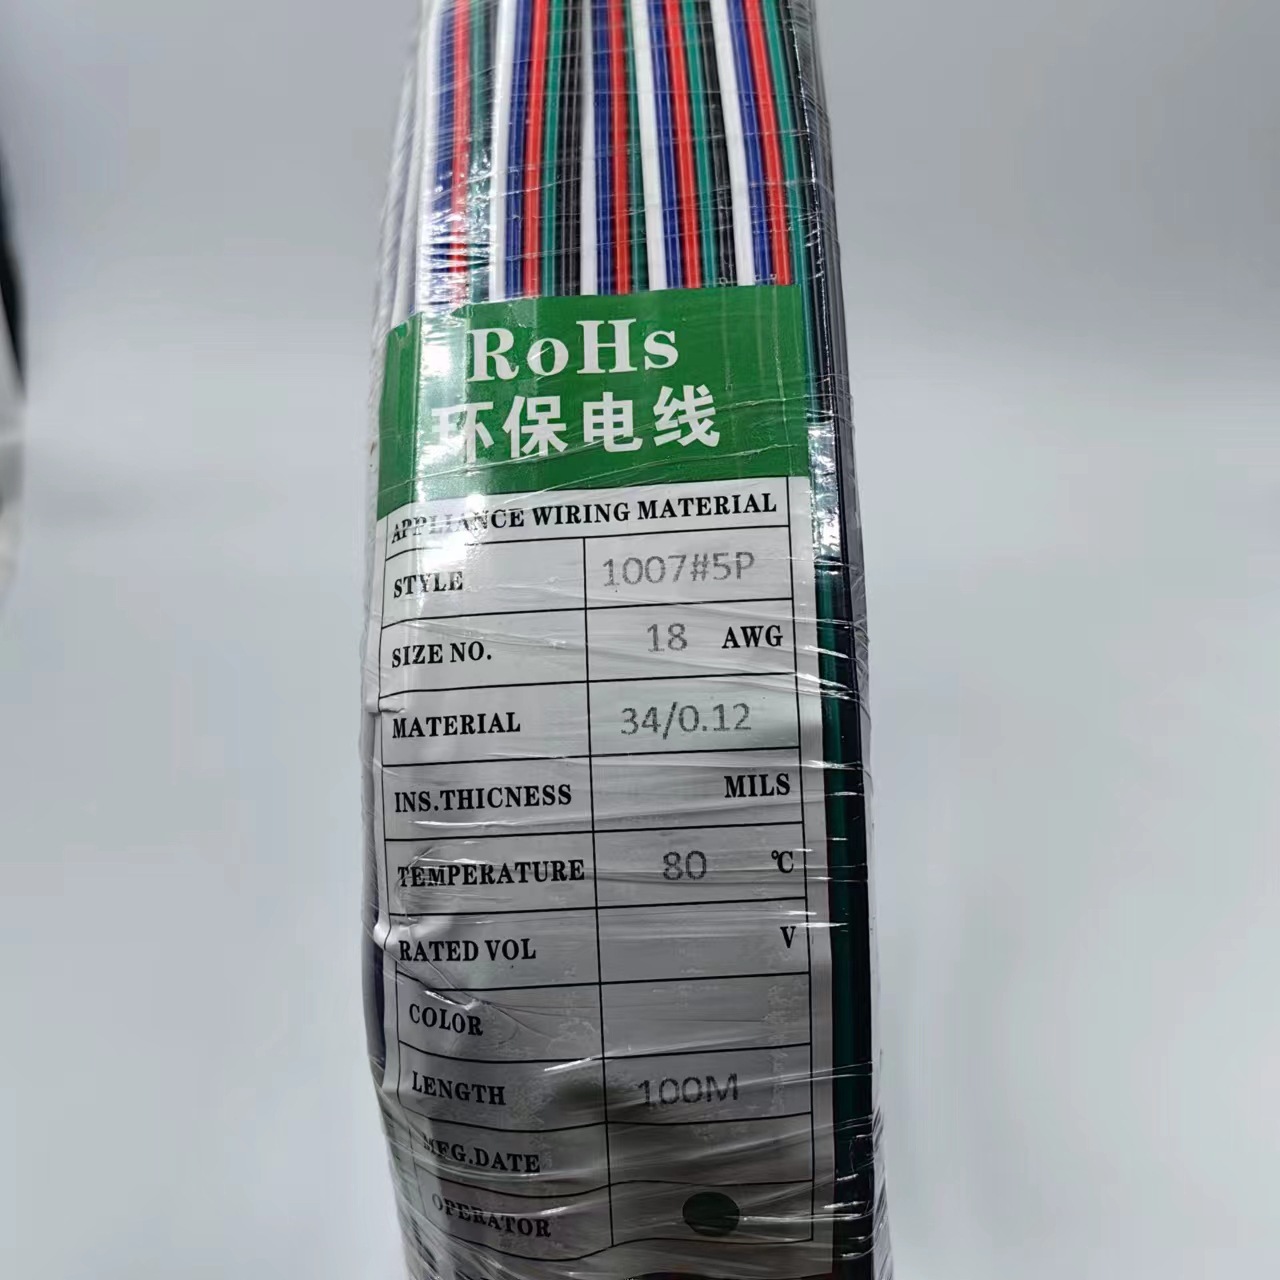 RoHs
环保电线
APPLIANCE WIRING MATERIAL
STYLE 1007#5P
SIZE NO. 18 AWG
MATERIAL 34/0.12
INS.THICNESS MILS
TEMPERATURE 80 ℃
RATED VOL V
COLOR
LENGTH 100M
MFG.DATE
OPERATOR